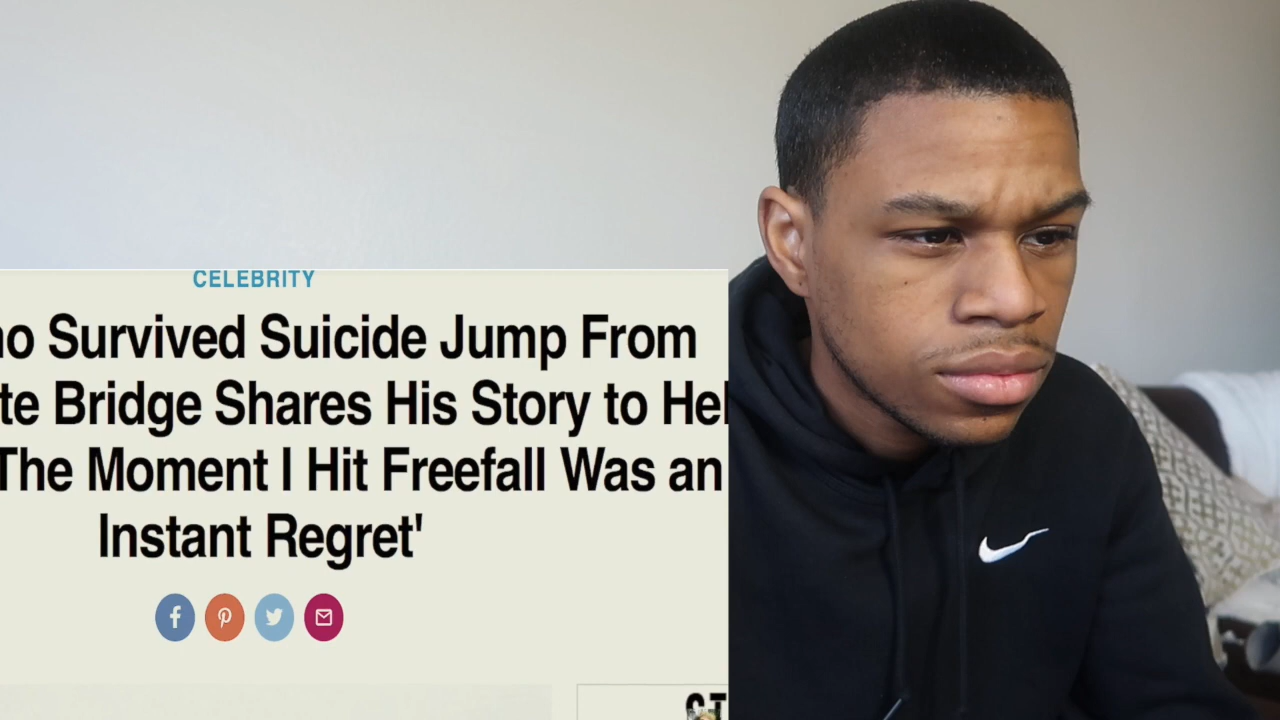 CELEBRITY
Survived Suicide Jump From
Bridge Shares His Story to
The Moment I Hit Freefall Was an
Instant Regret'